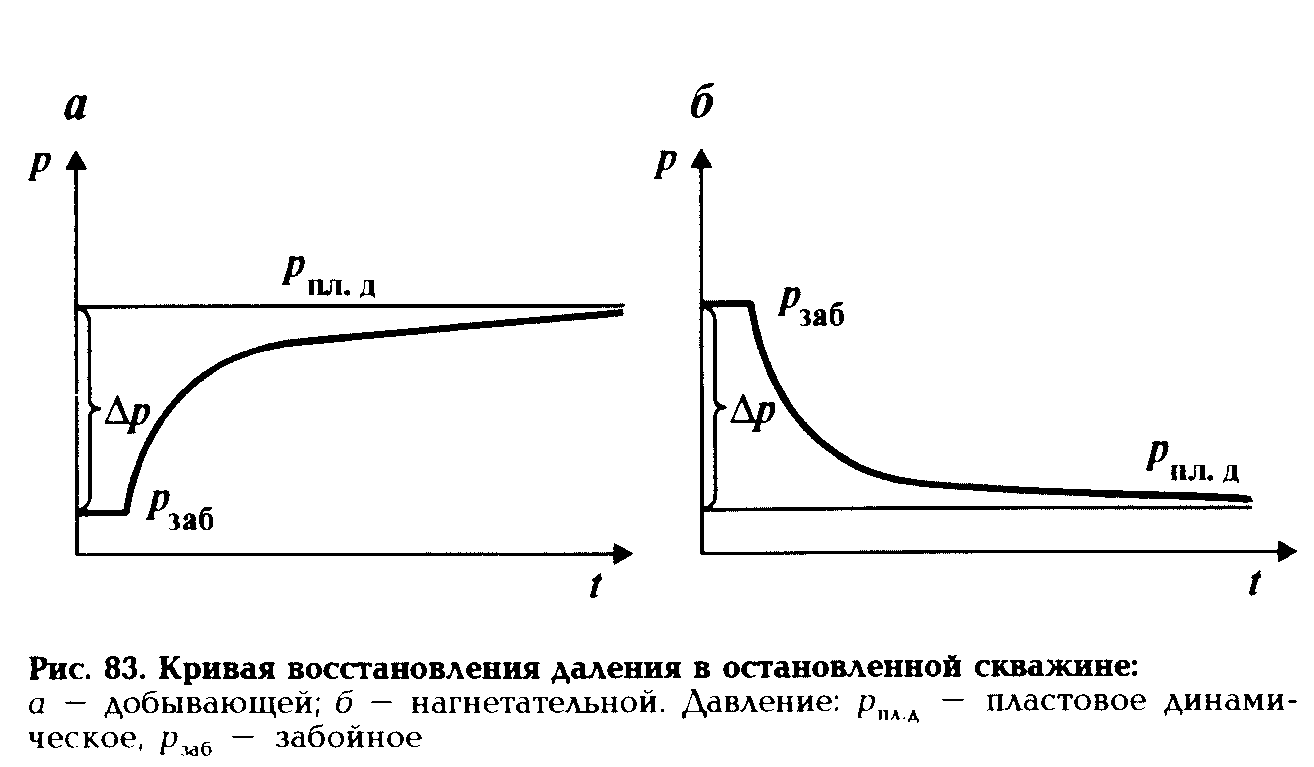 а
б
p
p
pпл. д
pзаб
Δp
pзаб
Δp
pпл. д
t
t
Рис. 83. Кривая восстановления даления в остановленной скважине:
а — добывающей; б — нагнетательной. Давление: pпл.д — пластовое динами-
ческое, pзаб — забойное